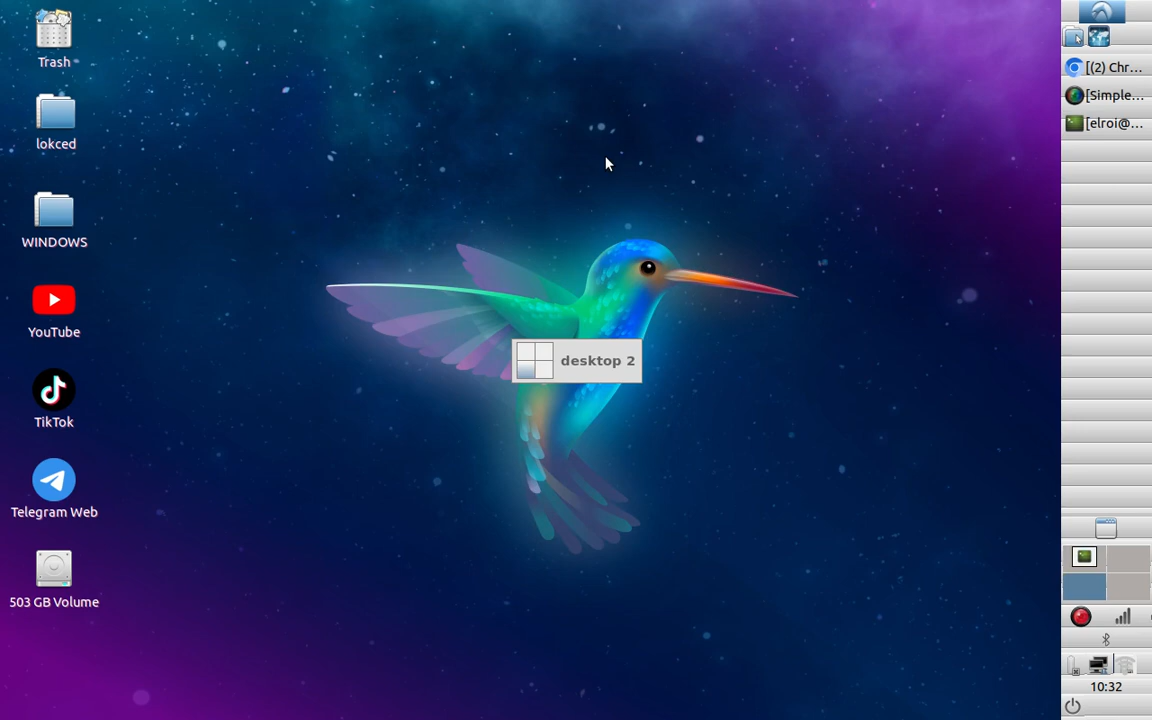 Trash
lokced
WINDOWS
YouTube
TikTok
Telegram Web
503 GB Volume
desktop 2
[(2) Chr...
[Simple...
[elroi@...
10:32